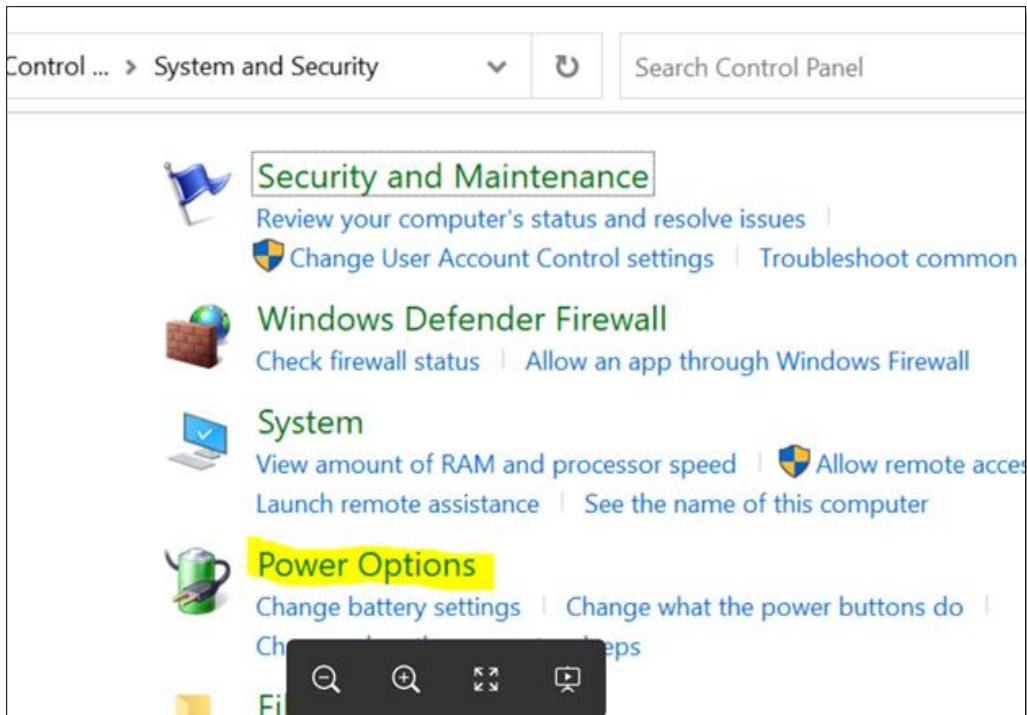 Control ... > System and Security
Search Control Panel
Security and Maintenance
Review your computer's status and resolve issues
Change User Account Control settings
Troubleshoot common
Windows Defender Firewall
Check firewall status
Allow an app through Windows Firewall
System
View amount of RAM and processor speed
Allow remote
Launch remote assistance
See the name of this computer
Power Options
Change battery settings
Change what the power buttons do